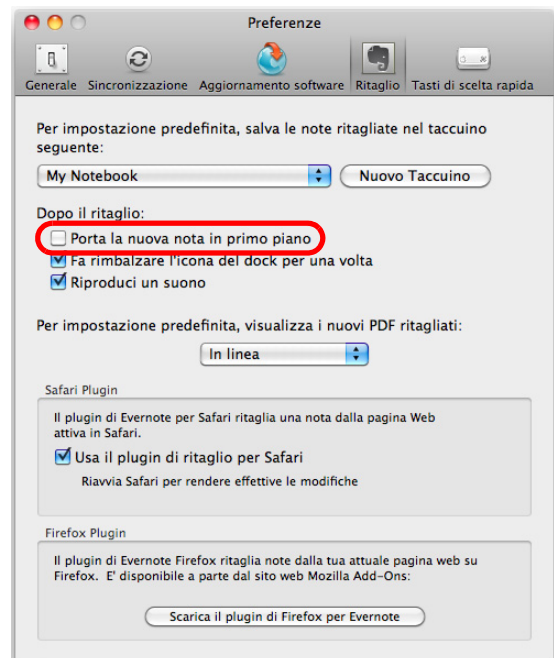 Preferenze
Generale Sincronizzazione Aggiornamento software Ritaglio Tasti di scelta rapida
Per impostazione predefinita, salva le note ritagliate nel taccuino
seguente:
My Notebook Nuovo Taccuino
Dopo il ritaglio:
Porta la nuova nota in primo piano
Fa rimbalzare l'icona del dock per una volta
Riproduci un suono
Per impostazione predefinita, visualizza i nuovi PDF ritagliati:
In linea
Safari Plugin
Il plugin di Evernote per Safari ritaglia una nota dalla pagina Web
attiva in Safari.
Usa il plugin di ritaglio per Safari
Riavvia Safari per rendere effettive le modifiche
Firefox Plugin
Il plugin di Evernote Firefox ritaglia note dalla tua attuale pagina web su
Firefox. E' disponibile a parte dal sito web Mozilla Add-Ons:
Scarica il plugin di Firefox per Evernote